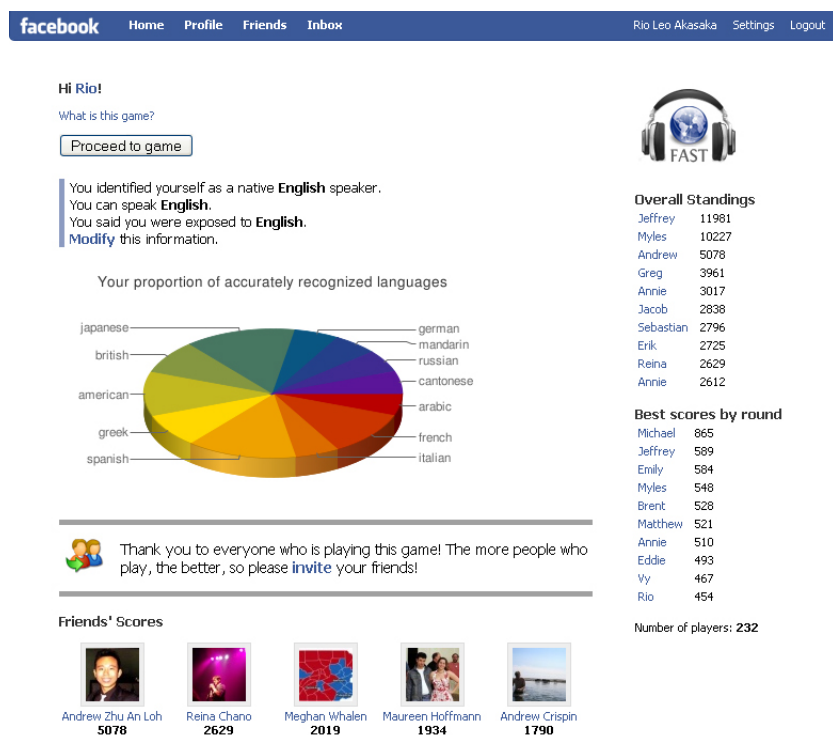 facebook Home Profile Friends Inbox Rio Leo Akasaka Settings Logout
Hi Rio!
What is this game?
Proceed to game
You identified yourself as a native English speaker.
You can speak English.
You said you were exposed to English.
Modify this information.
Your proportion of accurately recognized languages
japanese
british
american
greek
spanish
german
mandarin
russian
cantonese
arabic
french
italian
Thank you to everyone who is playing this game! The more people who
play, the better, so please invite your friends!
Friends' Scores
Andrew Zhu An Loh
5078
Reina Chano
2629
Meghan Whalen
2019
Maureen Hoffmann
1934
Andrew Crispin
1790
FAST
Overall Standings
Jeffrey 11981
Myles 10227
Andrew 5078
Greg 3961
Annie 3017
Jacob 2838
Sebastian 2796
Erik 2725
Reina 2629
Annie 2612
Best scores by round
Michael 865
Jeffrey 589
Emily 584
Myles 548
Brent 528
Matthew 521
Annie 510
Eddie 493
Vy 467
Rio 454
Number of players: 232